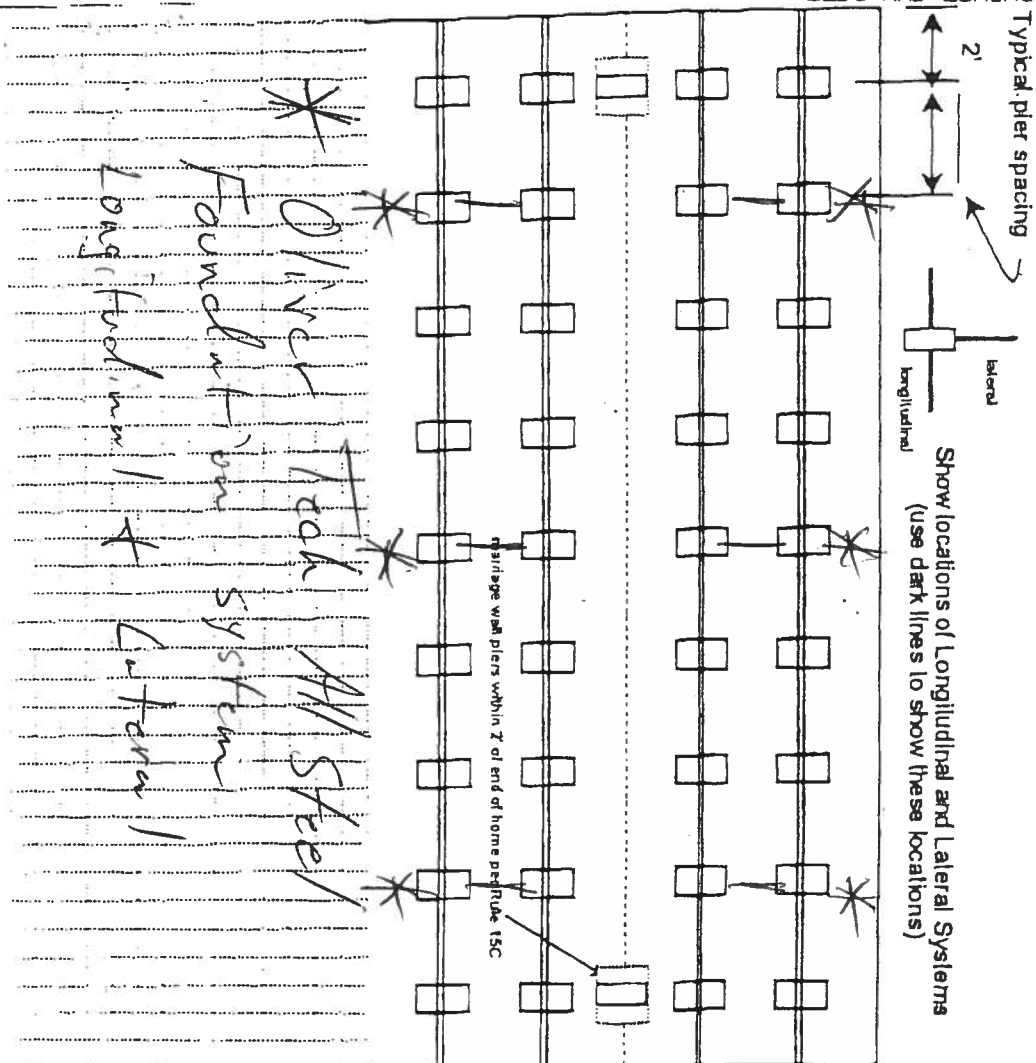 Typical pier spacing
2'
lateral
longitudinal
Show locations of Longitudinal and Lateral Systems
(use dark lines to show these locations)
marriage wall piers within 2' of end of home per Rule 15C
Oliver Tech All Steel
Foundation System
Longitudinal + Lateral